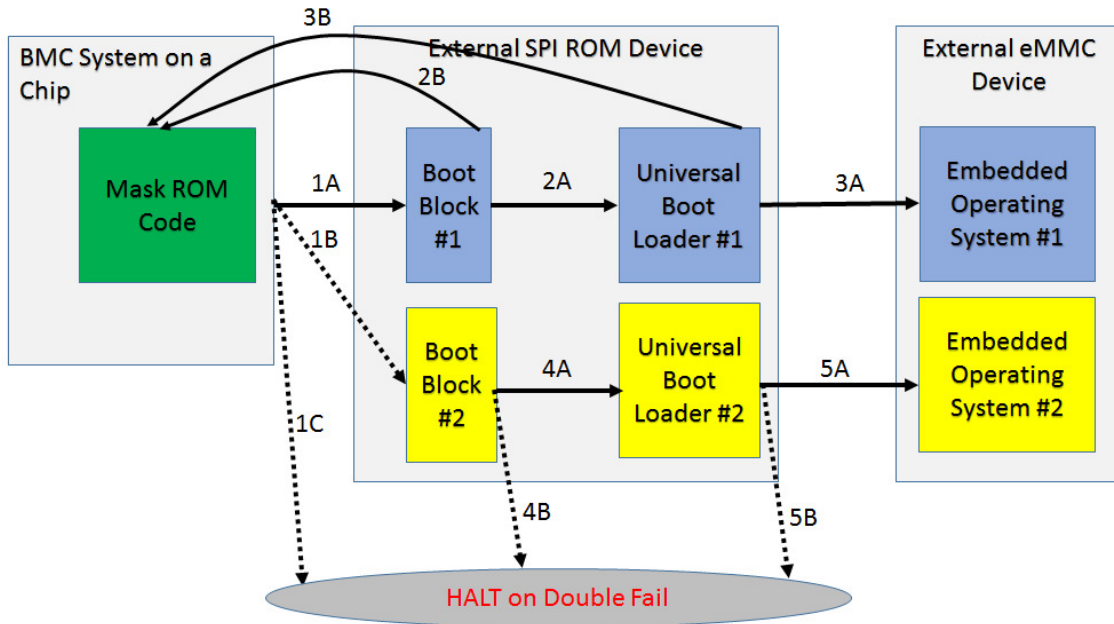 3B
BMC System on a
Chip
External SPI ROM Device
External eMMC
Device
2B
Mask ROM
Code
1A
Boot
Block
#1
2A
Universal
Boot
Loader #1
3A
Embedded
Operating
System #1
1B
Boot
Block
#2
4A
Universal
Boot
Loader #2
5A
Embedded
Operating
System #2
1C
4B
5B
HALT on Double Fail